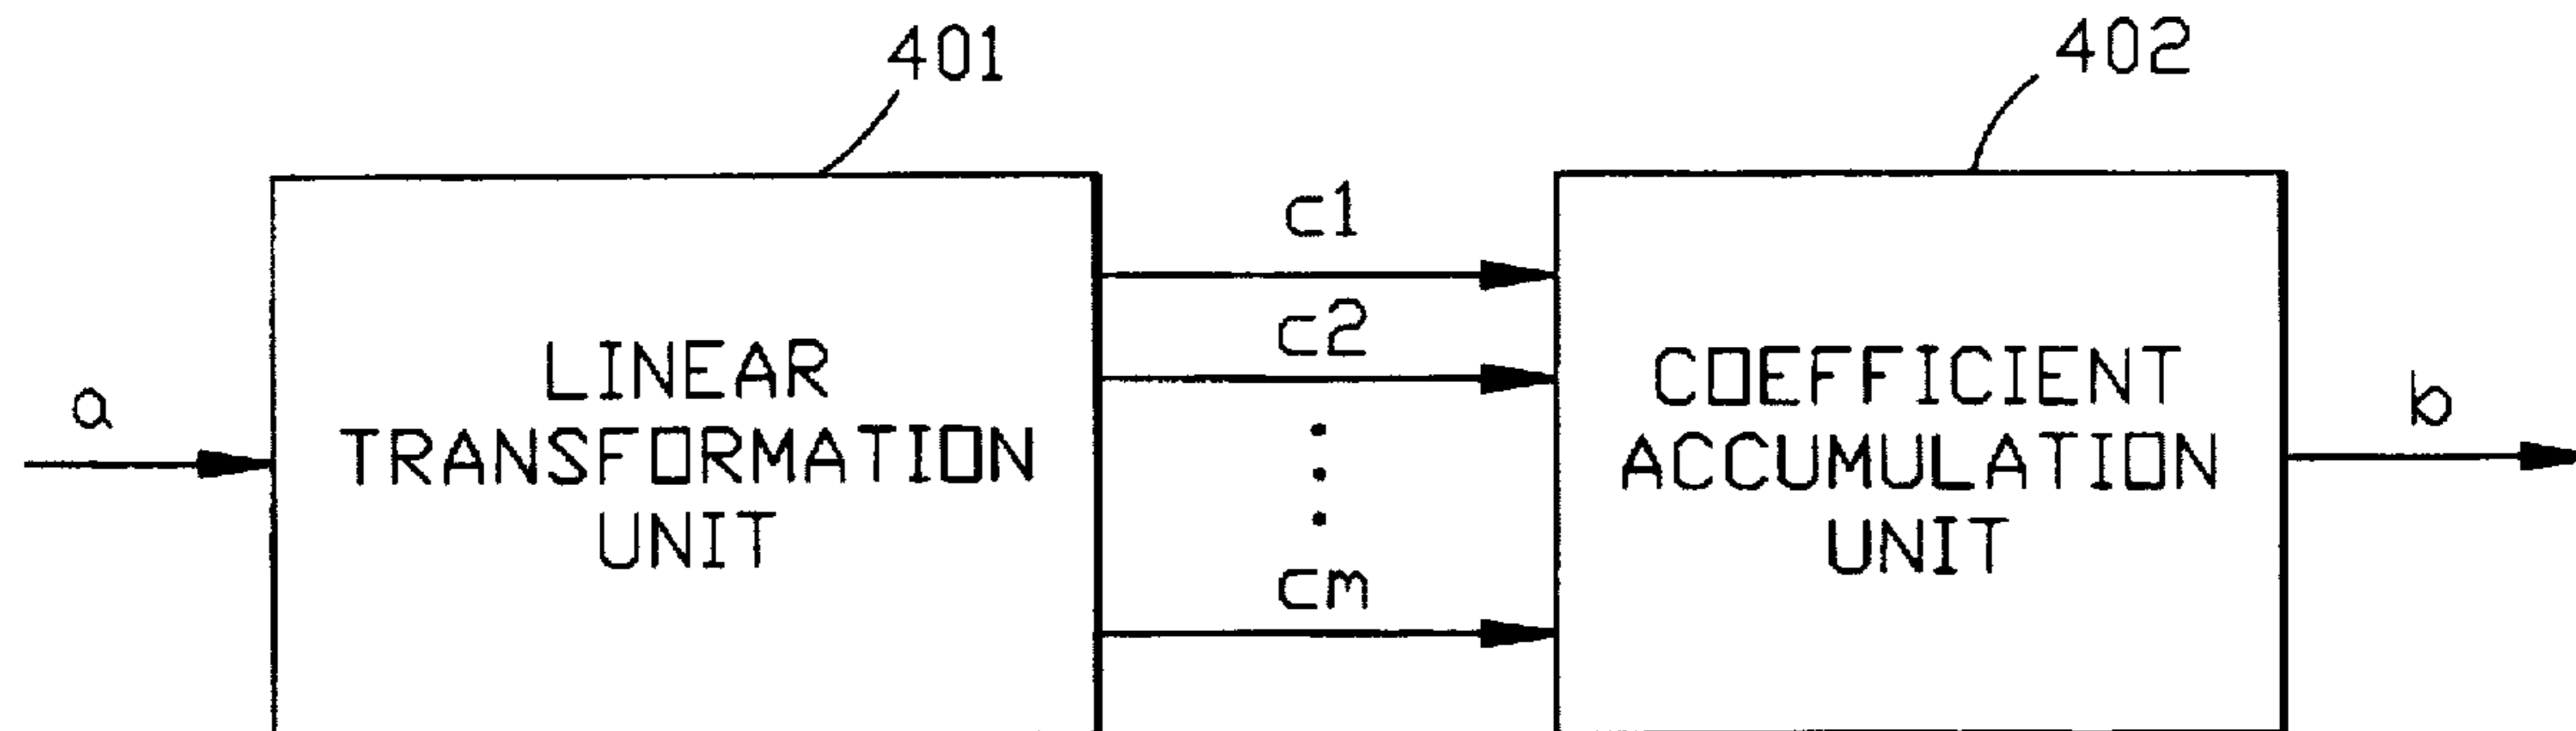 401
402
c1
c2
cm
a
LINEAR
TRANSFORMATION
UNIT
COEFFICIENT
ACCUMULATION
UNIT
b